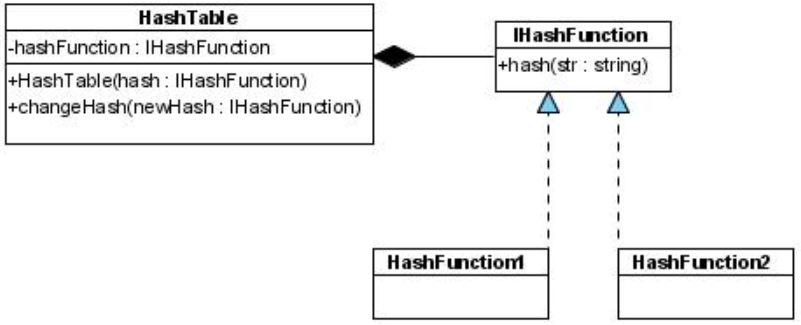 HashTable
-hashFunction : IHashFunction
+HashTable(hash : IHashFunction)
+changeHash(newHash : IHashFunction)
IHashFunction
+hash(str : string)
HashFunction1
HashFunction2